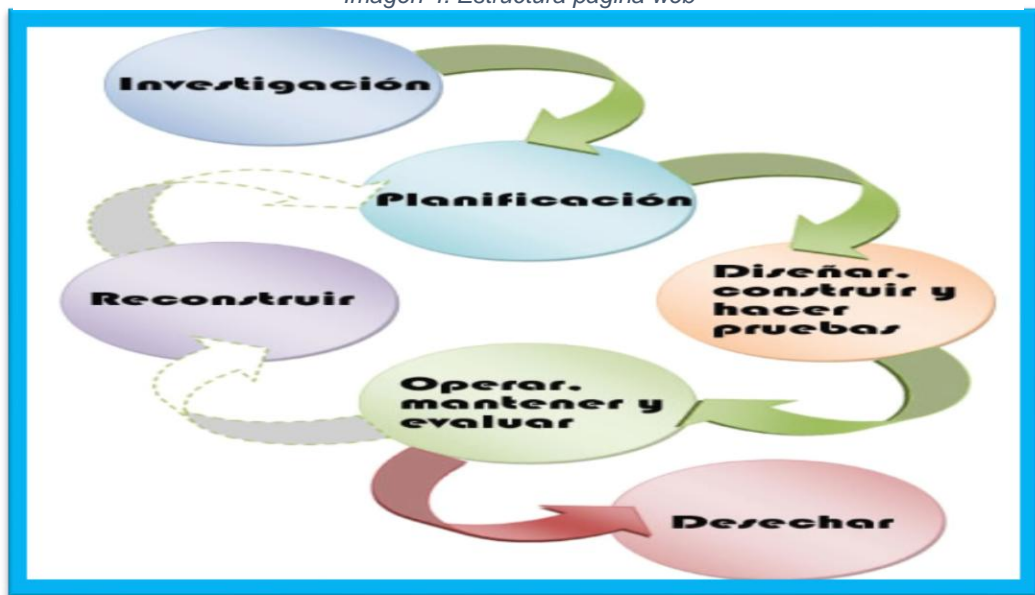 Imagen 4. Estructura página web
Investigación
Planificación
Diseñar,
construir y
hacer
pruebas
Reconstruir
Operar,
mantener y
evaluar
Desechar